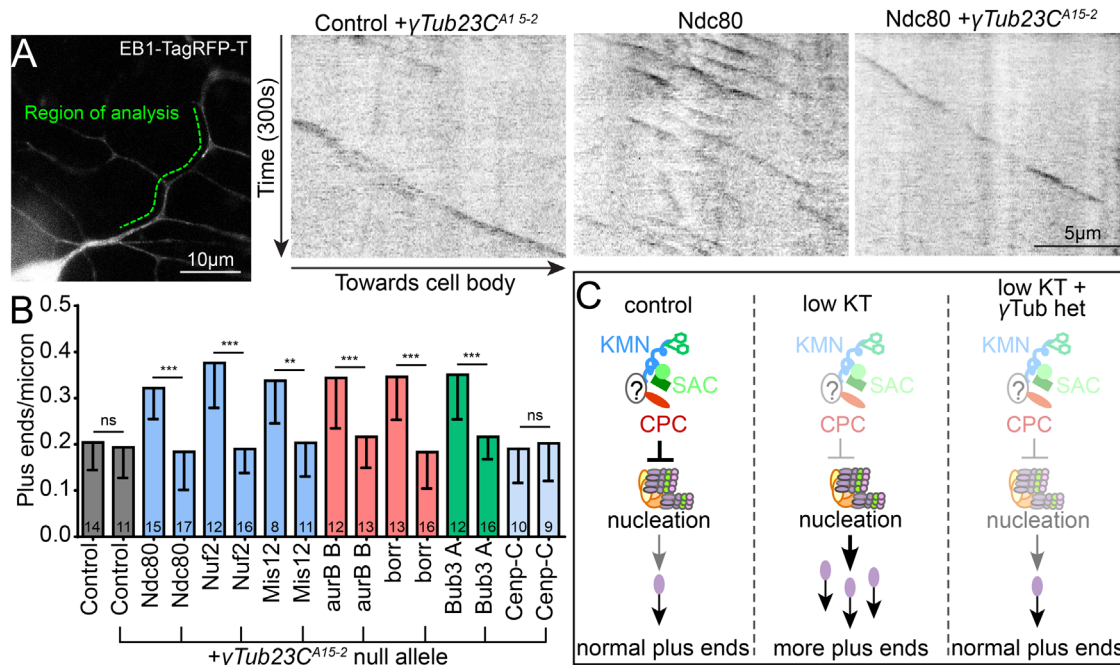 A
EB1-TagRFP-T
Region of analysis
10µm
Control +γTub23C^A1 5-2
Ndc80
Ndc80 +γTub23C^A15-2
Time (300s)
Towards cell body
5µm
B
Plus ends/micron
0.5
0.4
0.3
0.2
0.1
0.0
ns
***
***
**
***
***
***
ns
14
11
15
17
12
16
8
11
12
13
13
16
12
16
10
9
Control
Control
Ndc80
Ndc80
Nuf2
Nuf2
Mis12
Mis12
aurB B
aurB B
borr
borr
Bub3 A
Bub3 A
Cenp-C
Cenp-C
+γTub23C^A15-2 null allele
C
control
KMN
?
SAC
CPC
nucleation
normal plus ends
low KT
KMN
?
SAC
CPC
nucleation
more plus ends
low KT +
γTub het
KMN
?
SAC
CPC
nucleation
normal plus ends